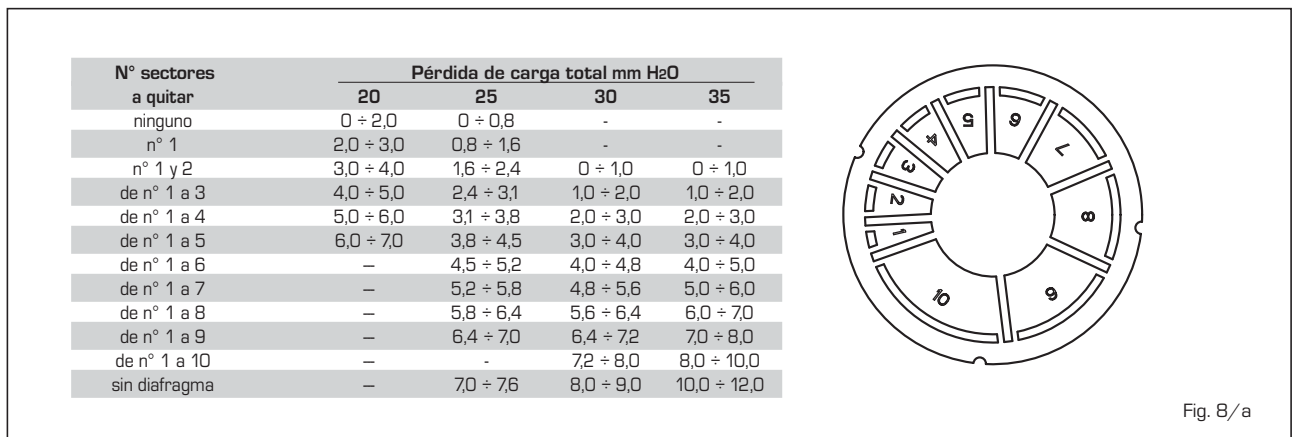 N° sectores Pérdida de carga total mm H2O
a quitar 20 25 30 35
ninguno 0 ÷ 2,0 0 ÷ 0,8 - -
n° 1 2,0 ÷ 3,0 0,8 ÷ 1,6 - -
n° 1 y 2 3,0 ÷ 4,0 1,6 ÷ 2,4 0 ÷ 1,0 0 ÷ 1,0
de n° 1 a 3 4,0 ÷ 5,0 2,4 ÷ 3,1 1,0 ÷ 2,0 1,0 ÷ 2,0
de n° 1 a 4 5,0 ÷ 6,0 3,1 ÷ 3,8 2,0 ÷ 3,0 2,0 ÷ 3,0
de n° 1 a 5 6,0 ÷ 7,0 3,8 ÷ 4,5 3,0 ÷ 4,0 3,0 ÷ 4,0
de n° 1 a 6 – 4,5 ÷ 5,2 4,0 ÷ 4,8 4,0 ÷ 5,0
de n° 1 a 7 – 5,2 ÷ 5,8 4,8 ÷ 5,6 5,0 ÷ 6,0
de n° 1 a 8 – 5,8 ÷ 6,4 5,6 ÷ 6,4 6,0 ÷ 7,0
de n° 1 a 9 – 6,4 ÷ 7,0 6,4 ÷ 7,2 7,0 ÷ 8,0
de n° 1 a 10 – - 7,2 ÷ 8,0 8,0 ÷ 10,0
sin diafragma – 7,0 ÷ 7,6 8,0 ÷ 9,0 10,0 ÷ 12,0
1
2
3
4
5
6
7
8
9
10
Fig. 8/a